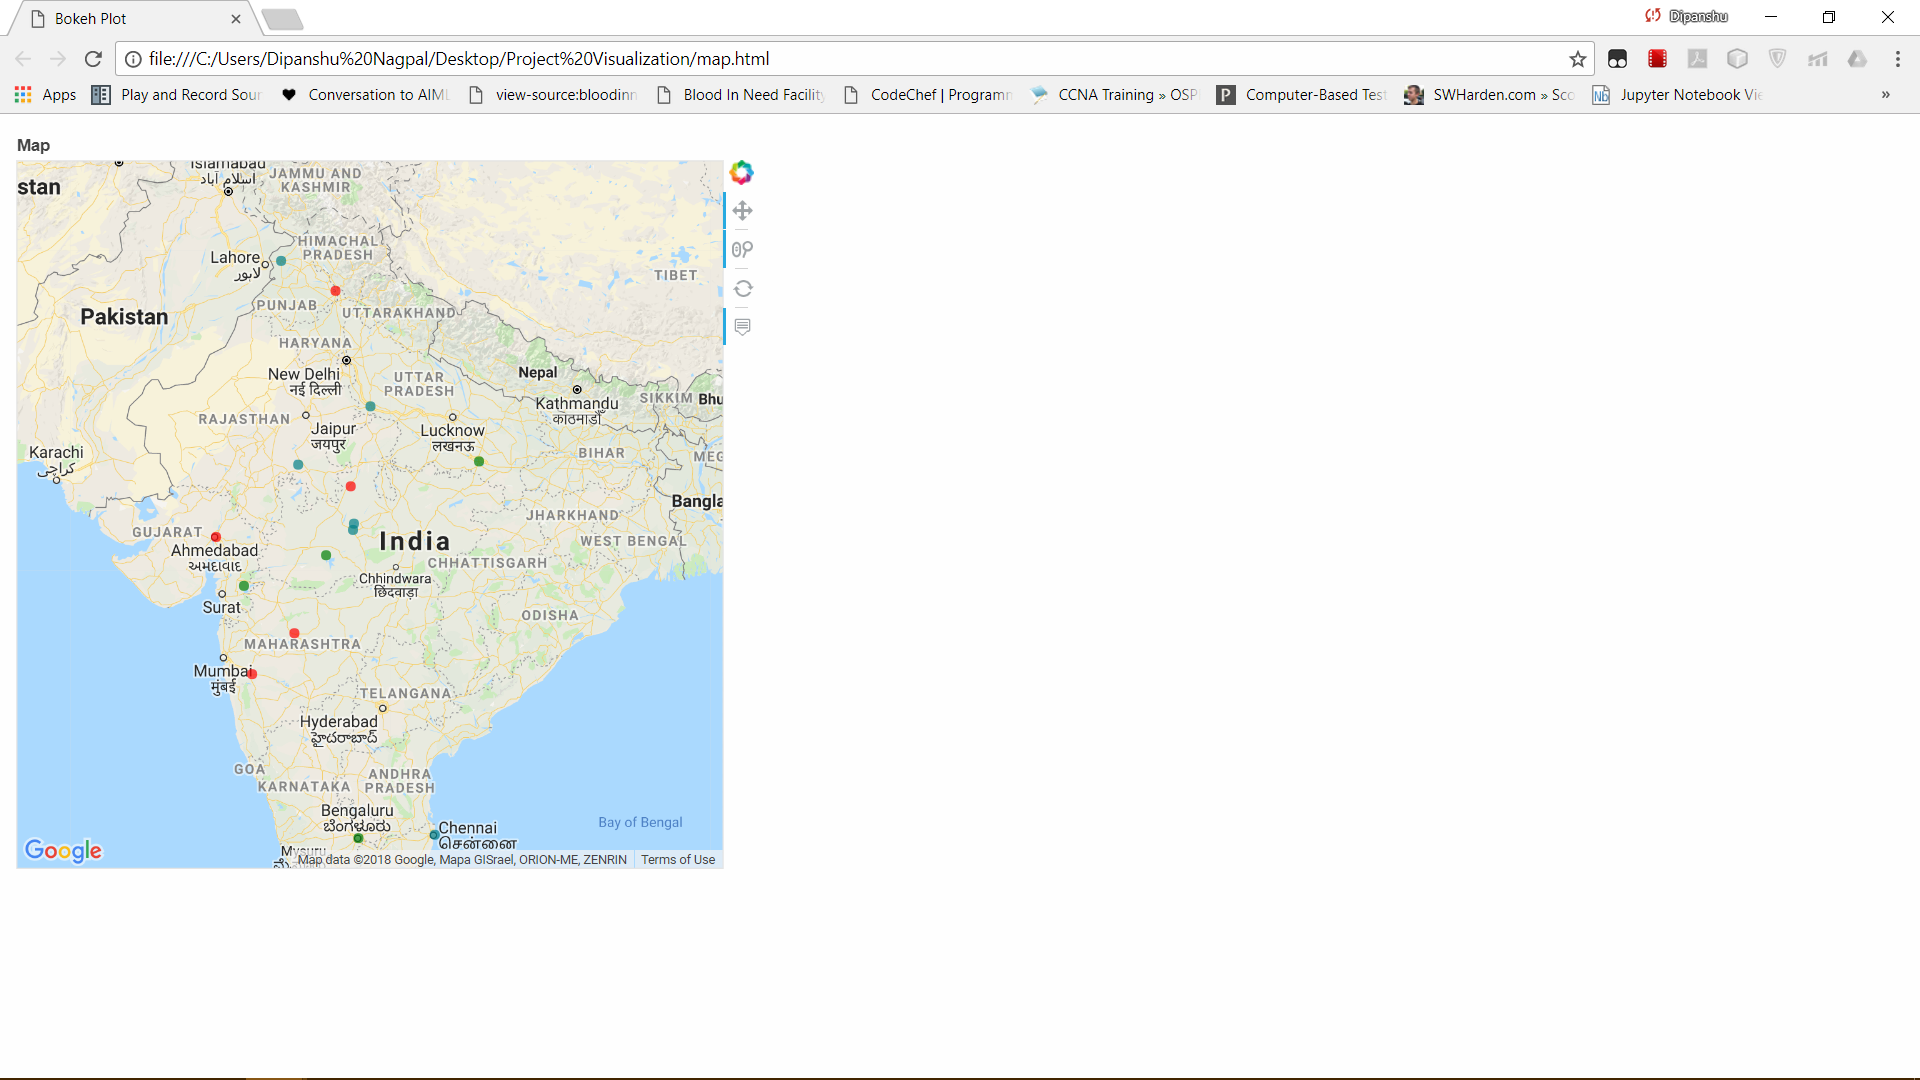 Bokeh Plot
Dipanshu
file:///C:/Users/Dipanshu%20Nagpal/Desktop/Project%20Visualization/map.html
Apps Play and Record Sour Conversation to AIML view-source:bloodinn Blood In Need Facility CodeChef | Programm CCNA Training » OSP Computer-Based Test SWHarden.com » Sco Jupyter Notebook Vie »
Map
Islamabad
اسلام آباد
JAMMU AND
KASHMIR
stan
HIMACHAL
PRADESH
Lahore
لاہور
TIBET
PUNJAB
UTTARAKHAND
Pakistan
HARYANA
New Delhi
नई दिल्ली
UTTAR
PRADESH
Nepal
Kathmandu
काठमाडौं
SIKKIM
Bhu
RAJASTHAN
Jaipur
जयपुर
Lucknow
लखनऊ
Karachi
کراچی
BIHAR
MEG
Bangla
JHARKHAND
GUJARAT
India
WEST BENGAL
Ahmedabad
અમદાવાદ
CHHATTISGARH
Chhindwara
छिंदवाड़ा
Surat
ODISHA
MAHARASHTRA
Mumbai
मुंबई
TELANGANA
Hyderabad
హైదరాబాద్
GOA
ANDHRA
PRADESH
KARNATAKA
Bengaluru
ಬೆಂಗಳೂರು
Bay of Bengal
Chennai
சென்னை
Google
Mysuru
Map data ©2018 Google, Mapa GISrael, ORION-ME, ZENRIN Terms of Use